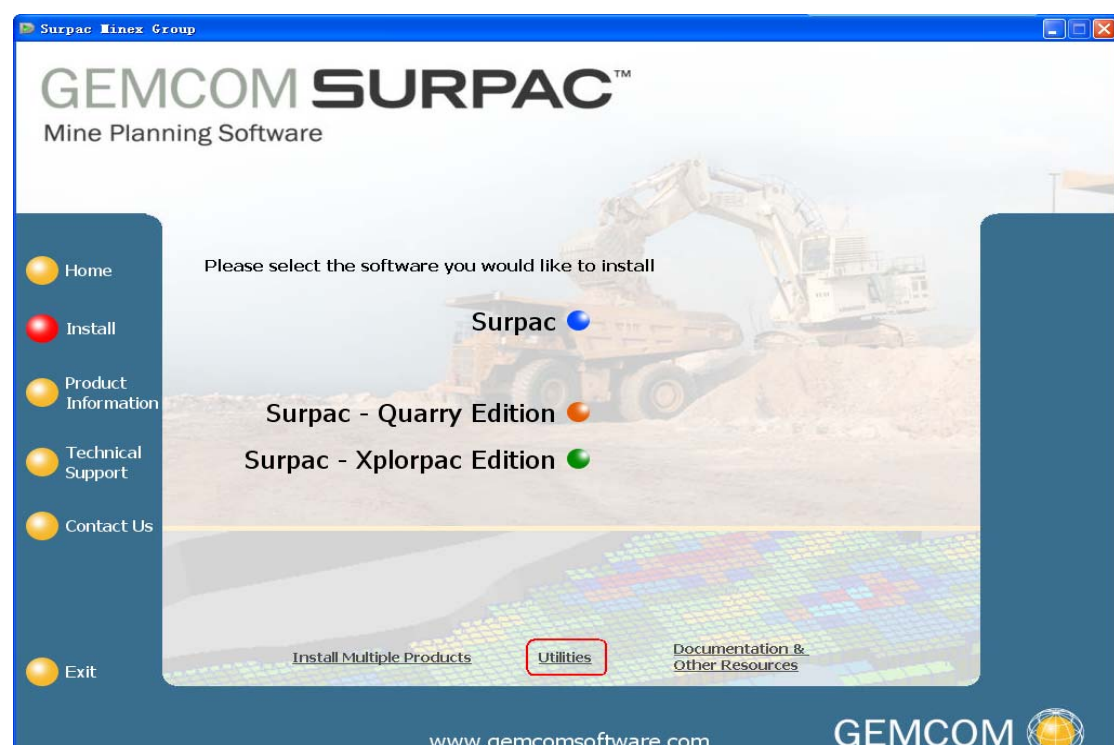 Surpac Minex Group
GEMCOM SURPAC™
Mine Planning Software
Home
Please select the software you would like to install
Install
Surpac
Product
Information
Surpac - Quarry Edition
Technical
Support
Surpac - Xplorpac Edition
Contact Us
Install Multiple Products
Utilities
Documentation &
Other Resources
Exit
www.gemcomsoftware.com
GEMCOM